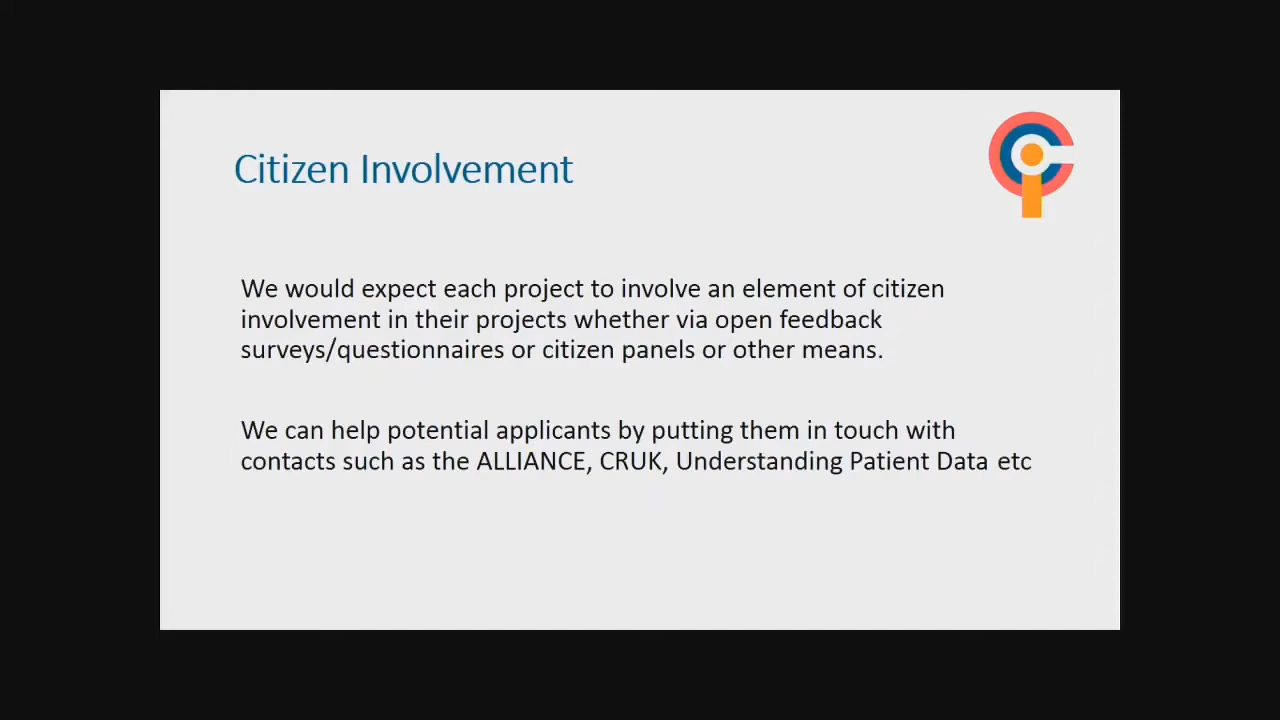 Citizen Involvement
We would expect each project to involve an element of citizen
involvement in their projects whether via open feedback
surveys/questionnaires or citizen panels or other means.
We can help potential applicants by putting them in touch with
contacts such as the ALLIANCE, CRUK, Understanding Patient Data etc